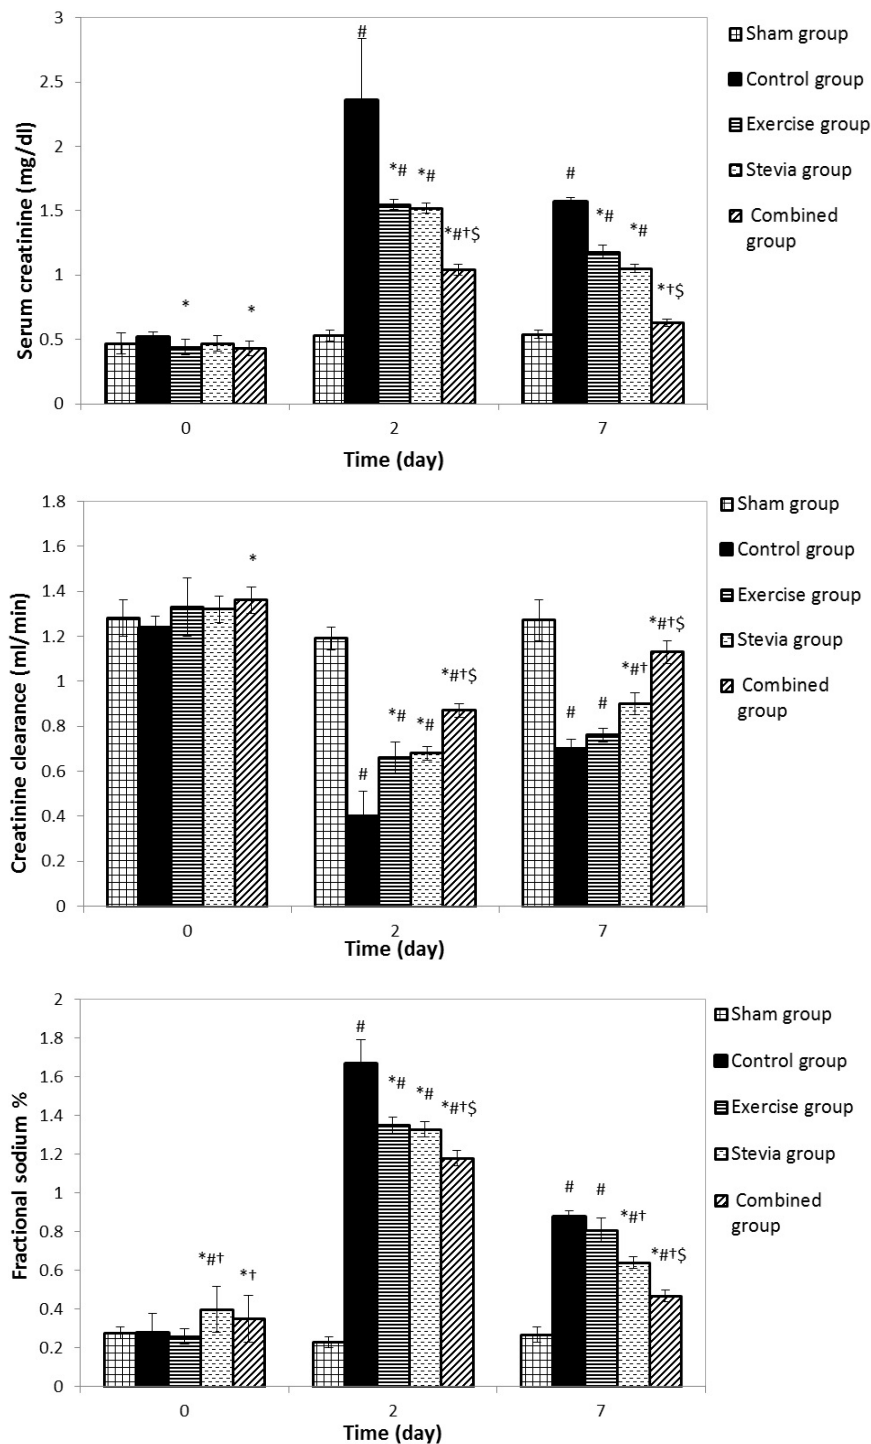 3
2.5
2
1.5
1
0.5
0
Serum creatinine (mg/dl)
#
*#
*#
*#†$
#
*#
*#
*†$
*
*
0
2
7
Time (day)
Sham group
Control group
Exercise group
Stevia group
Combined
group
1.8
1.6
1.4
1.2
1
0.8
0.6
0.4
0.2
0
Creatinine clearance (ml/min)
*
#
*#
*#
*#†$
#
#
*#†
*#†$
0
2
7
Time (day)
Sham group
Control group
Exercise group
Stevia group
Combined
group
2
1.8
1.6
1.4
1.2
1
0.8
0.6
0.4
0.2
0
Fractional sodium %
*#†
*†
#
*#
*#
*#†$
#
#
*#†
*#†$
0
2
7
Time (day)
Sham group
Control group
Exercise group
Stevia group
Combined
group